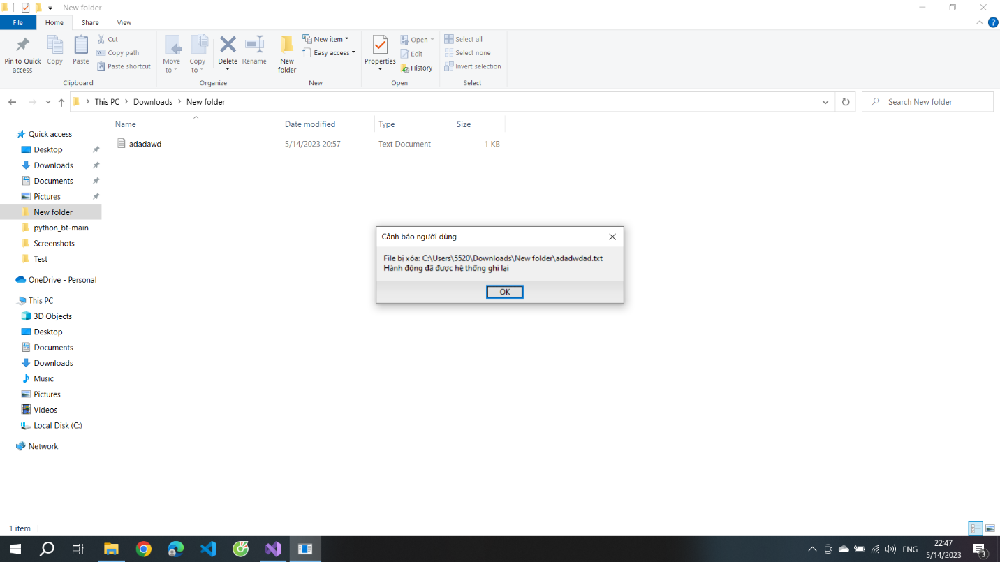 New folder
File
Home
Share
View
Pin to Quick
access
Copy
Paste
Cut
Copy path
Paste shortcut
Clipboard
Move
to
Copy
to
Delete
Rename
Organize
New
folder
New item
Easy access
New
Properties
Open
Edit
History
Open
Select all
Select none
Invert selection
Select
This PC
Downloads
New folder
Search New folder
Name
Date modified
Type
Size
adadawd
5/14/2023 20:57
Text Document
1 KB
Quick access
Desktop
Downloads
Documents
Pictures
New folder
python_bt-main
Screenshots
Test
OneDrive - Personal
This PC
3D Objects
Desktop
Documents
Downloads
Music
Pictures
Videos
Local Disk (C:)
Network
Cảnh báo người dùng
File bị xóa: C:\Users\5520\Downloads\New folder\adadwdad.txt
Hành động đã được hệ thống ghi lại
OK
1 item
ENG
22:47
5/14/2023
3